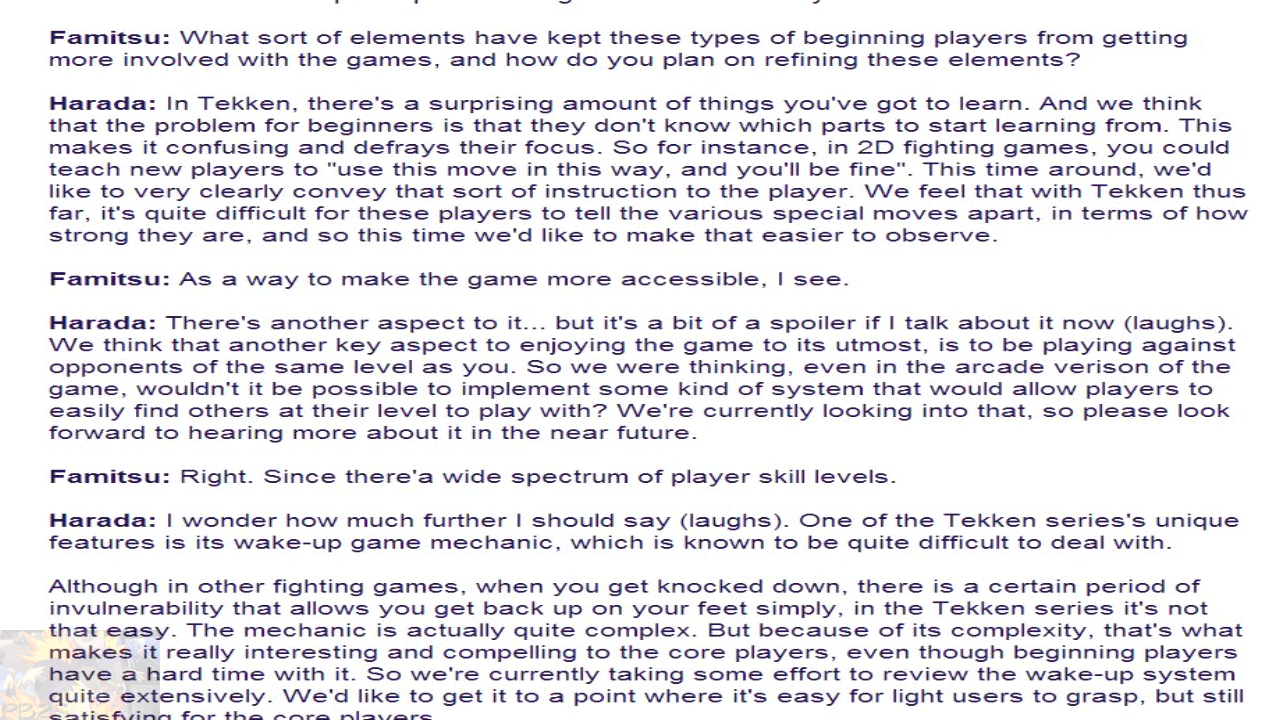 Famitsu: What sort of elements have kept these types of beginning players from getting
more involved with the games, and how do you plan on refining these elements?
Harada: In Tekken, there's a surprising amount of things you've got to learn. And we think
that the problem for beginners is that they don't know which parts to start learning from. This
makes it confusing and defrays their focus. So for instance, in 2D fighting games, you could
teach new players to "use this move in this way, and you'll be fine". This time around, we'd
like to very clearly convey that sort of instruction to the player. We feel that with Tekken thus
far, it's quite difficult for these players to tell the various special moves apart, in terms of how
strong they are, and so this time we'd like to make that easier to observe.
Famitsu: As a way to make the game more accessible, I see.
Harada: There's another aspect to it... but it's a bit of a spoiler if I talk about it now (laughs).
We think that another key aspect to enjoying the game to its utmost, is to be playing against
opponents of the same level as you. So we were thinking, even in the arcade verison of the
game, wouldn't it be possible to implement some kind of system that would allow players to
easily find others at their level to play with? We're currently looking into that, so please look
forward to hearing more about it in the near future.
Famitsu: Right. Since there'a wide spectrum of player skill levels.
Harada: I wonder how much further I should say (laughs). One of the Tekken series's unique
features is its wake-up game mechanic, which is known to be quite difficult to deal with.
Although in other fighting games, when you get knocked down, there is a certain period of
invulnerability that allows you get back up on your feet simply, in the Tekken series it's not
that easy. The mechanic is actually quite complex. But because of its complexity, that's what
makes it really interesting and compelling to the core players, even though beginning players
have a hard time with it. So we're currently taking some effort to review the wake-up system
quite extensively. We'd like to get it to a point where it's easy for light users to grasp, but still
satisfying for the core players.